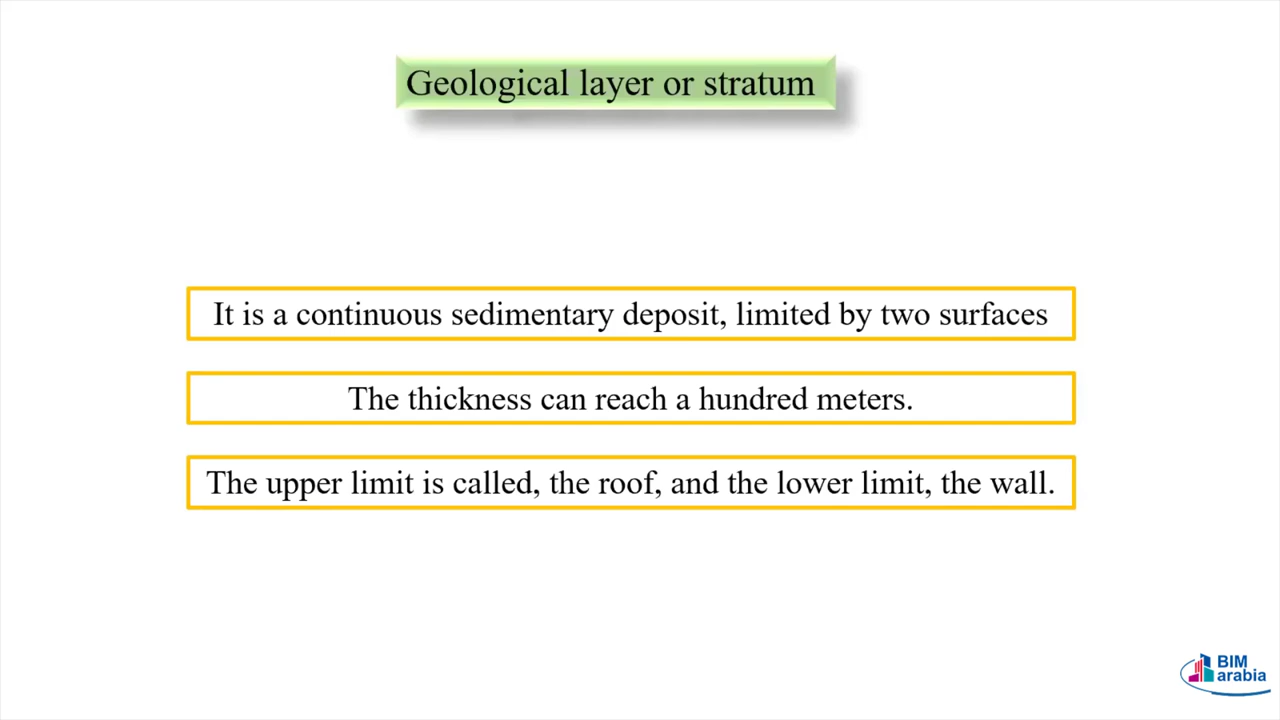 Geological layer or stratum
It is a continuous sedimentary deposit, limited by two surfaces
The thickness can reach a hundred meters.
The upper limit is called, the roof, and the lower limit, the wall.
BIM
arabia